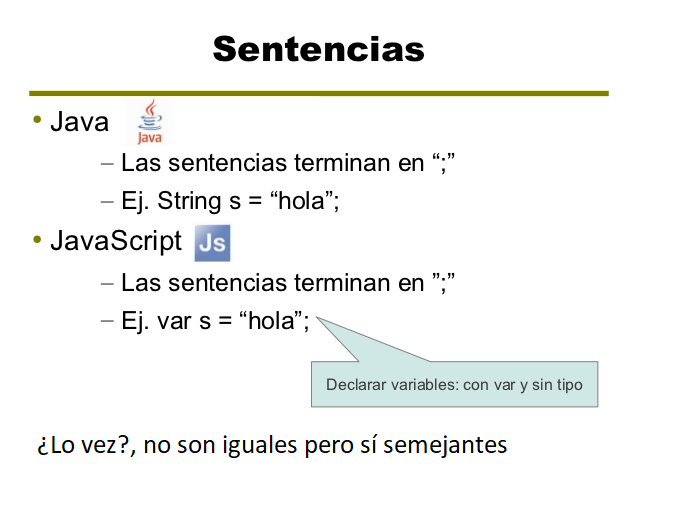 Sentencias
• Java
Java
– Las sentencias terminan en “;”
– Ej. String s = “hola”;
• JavaScript
Js
– Las sentencias terminan en ”;”
– Ej. var s = “hola”;
Declarar variables: con var y sin tipo
¿Lo vez?, no son iguales pero sí semejantes